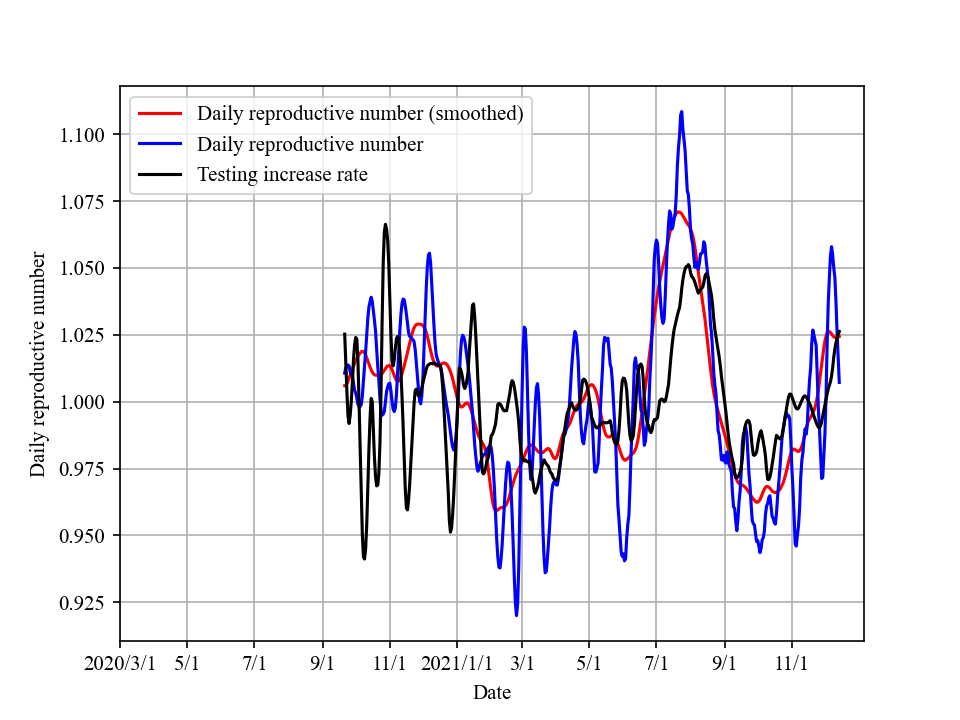 Daily reproductive number (smoothed)
Daily reproductive number
Testing increase rate
Daily reproductive number
1.100
1.075
1.050
1.025
1.000
0.975
0.950
0.925
2020/3/1 5/1 7/1 9/1 11/1 2021/1/1 3/1 5/1 7/1 9/1 11/1
Date